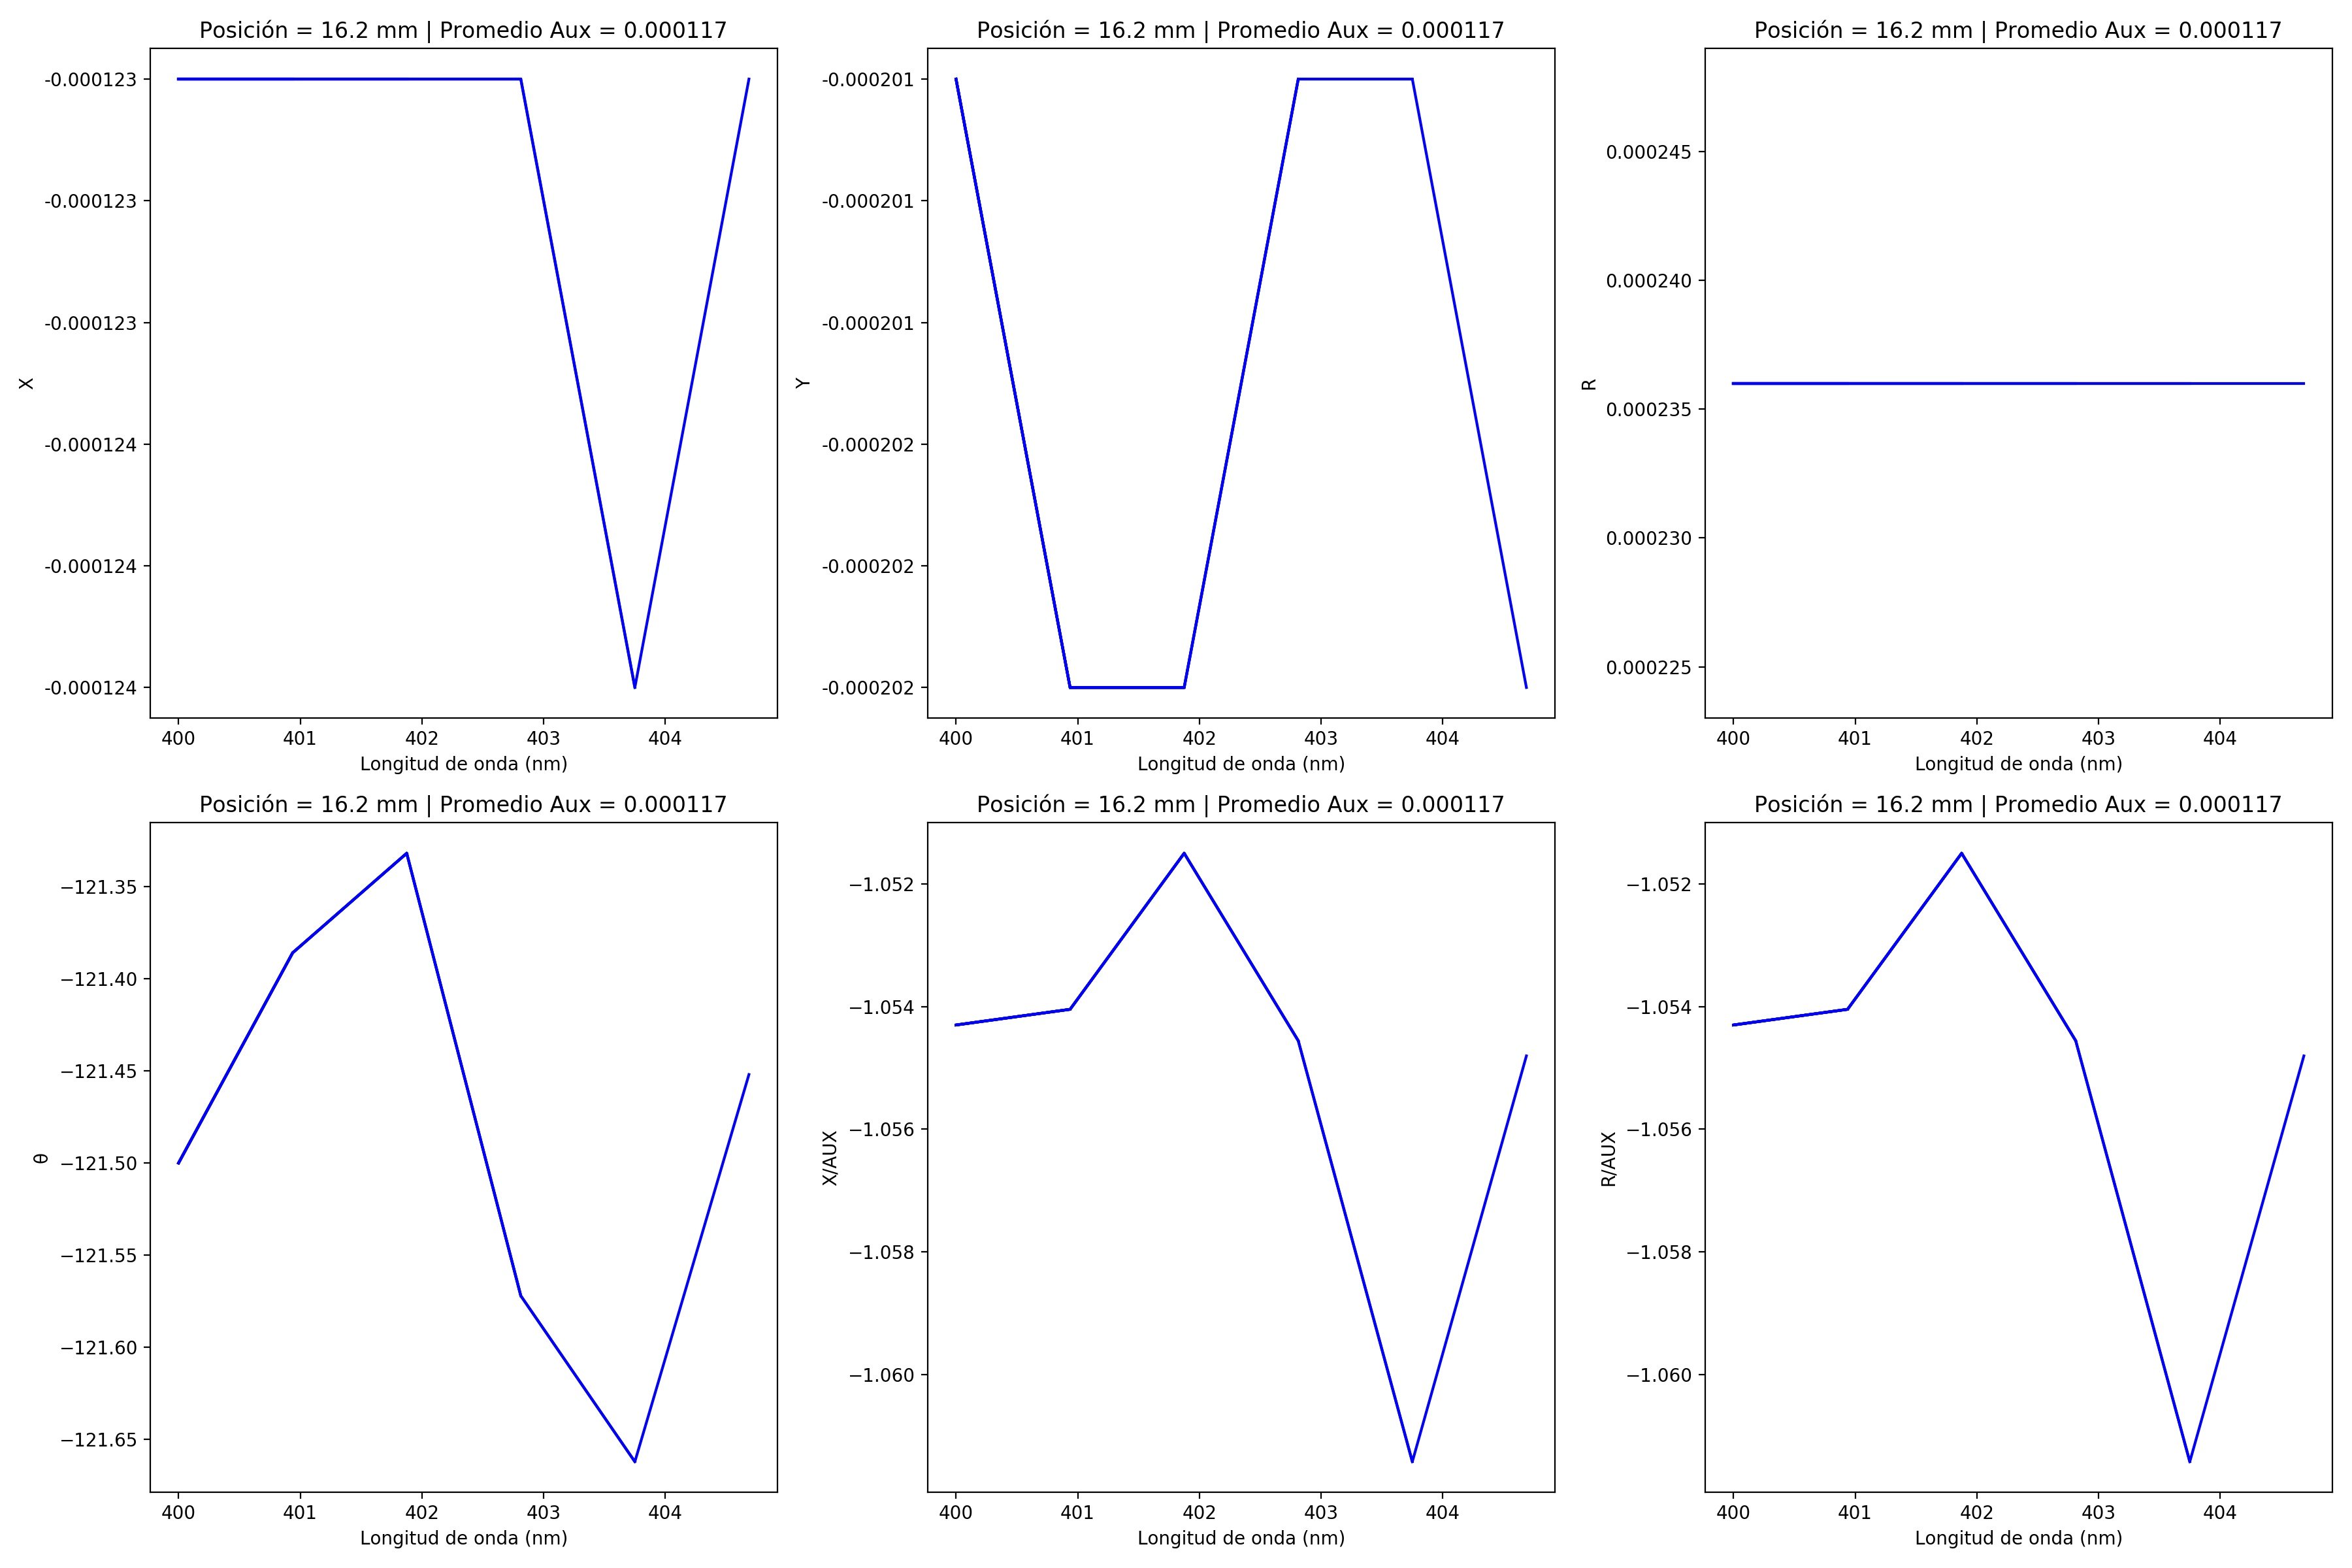 Posición = 16.2 mm | Promedio Aux = 0.000117
-0.000123
-0.000123
-0.000123
-0.000124
-0.000124
-0.000124
X
400 401 402 403 404
Longitud de onda (nm)
Posición = 16.2 mm | Promedio Aux = 0.000117
-0.000201
-0.000201
-0.000201
-0.000202
-0.000202
-0.000202
Y
400 401 402 403 404
Longitud de onda (nm)
Posición = 16.2 mm | Promedio Aux = 0.000117
0.000245
0.000240
0.000235
0.000230
0.000225
R
400 401 402 403 404
Longitud de onda (nm)
Posición = 16.2 mm | Promedio Aux = 0.000117
−121.35
−121.40
−121.45
−121.50
−121.55
−121.60
−121.65
θ
400 401 402 403 404
Longitud de onda (nm)
Posición = 16.2 mm | Promedio Aux = 0.000117
−1.052
−1.054
−1.056
−1.058
−1.060
X/AUX
400 401 402 403 404
Longitud de onda (nm)
Posición = 16.2 mm | Promedio Aux = 0.000117
−1.052
−1.054
−1.056
−1.058
−1.060
R/AUX
400 401 402 403 404
Longitud de onda (nm)